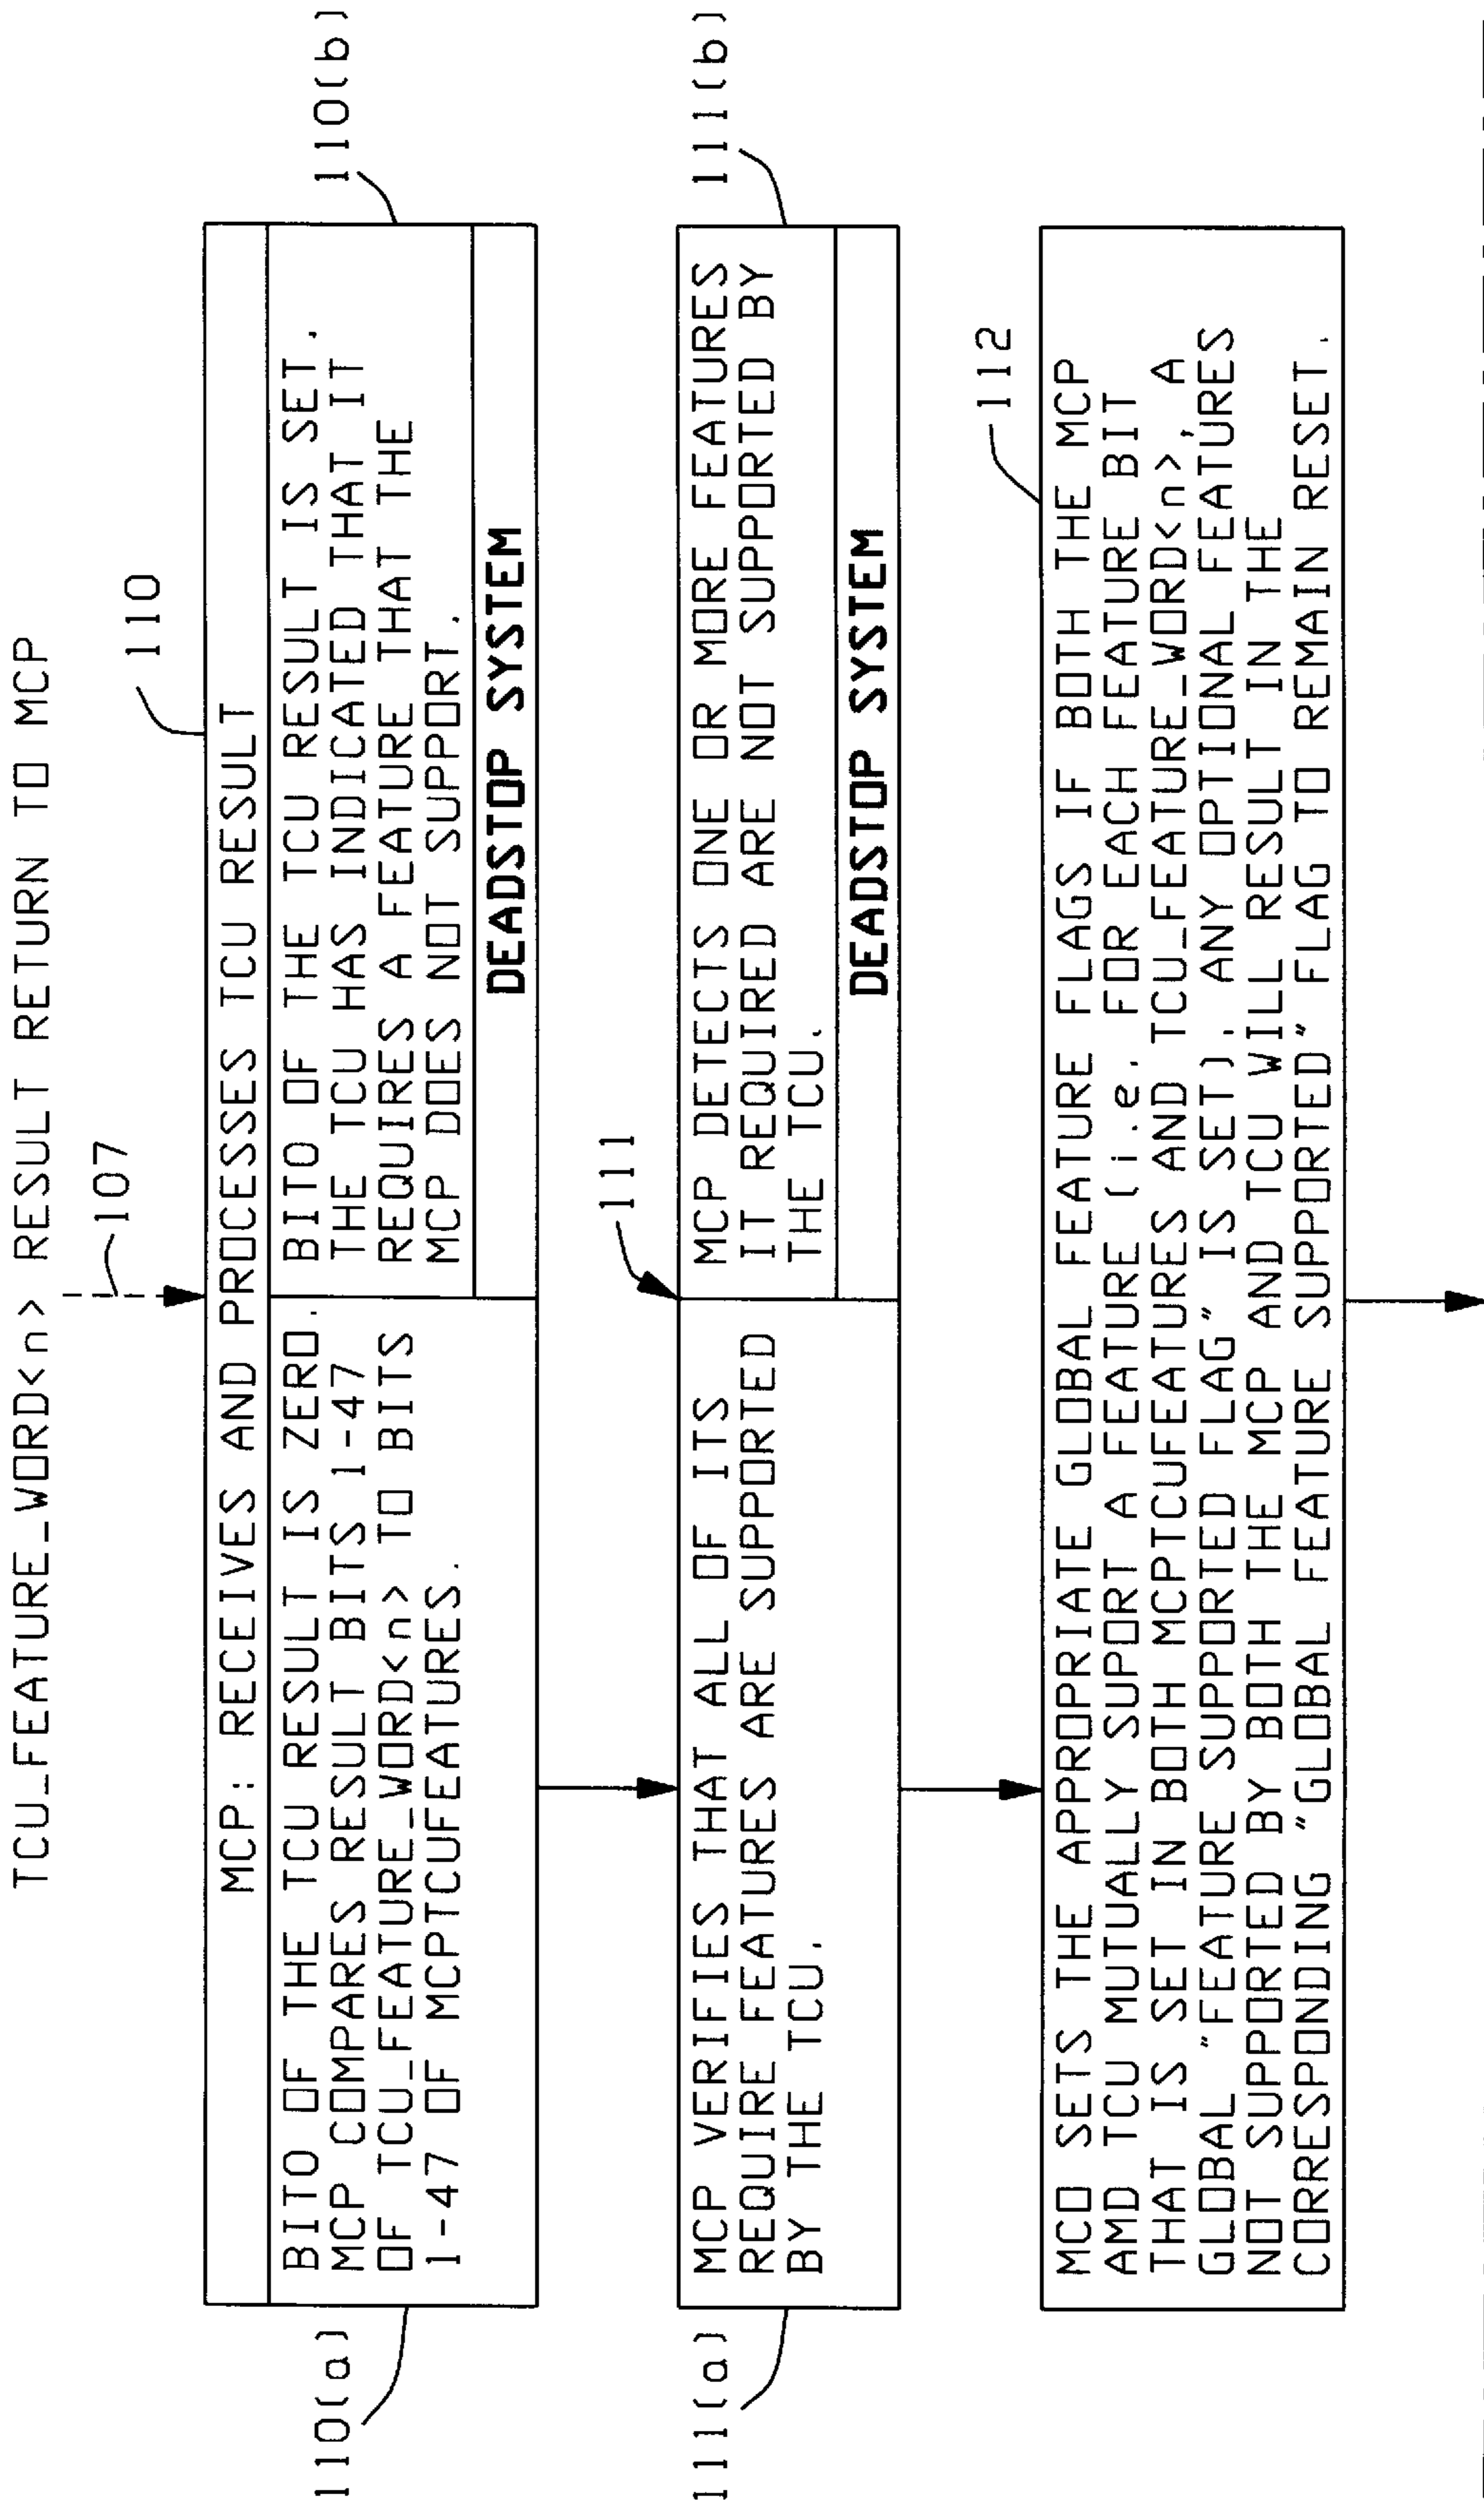 TCU_FEATURE_WORD<n> RESULT RETURN TO MCP
107
110
MCP: RECEIVES AND PROCESSES TCU RESULT
110(a)
BITO OF THE TCU RESULT IS ZERO.
MCP COMPARES RESULT BITS 1-47
OF TCU_FEATURE_WORD<n> TO BITS
1-47 OF MCPTCUFEATURES.
BITO OF THE TCU RESULT IS SET.
THE TCU HAS INDICATED THAT IT
REQUIRES A FEATURE THAT THE
MCP DOES NOT SUPPORT.
DEADSTOP SYSTEM
110(b)
111
111(a)
MCP VERIFIES THAT ALL OF ITS
REQUIRE FEATURES ARE SUPPORTED
BY THE TCU.
MCP DETECTS ONE OR MORE FEATURES
IT REQUIRED ARE NOT SUPPORTED BY
THE TCU.
DEADSTOP SYSTEM
111(b)
112
MCO SETS THE APPROPRIATE GLOBAL FEATURE FLAGS IF BOTH THE MCP
AMD TCU MUTUALLY SUPPORT A FEATURE (i.e. FOR EACH FEATURE BIT
THAT IS SET IN BOTH MCPTCUFEATURES AND TCU_FEATURE_WORD<n>, A
GLOBAL "FEATURE SUPPORTED FLAG" IS SET). ANY OPTIONAL FEATURES
NOT SUPPORTED BY BOTH THE MCP AND TCU WILL RESULT IN THE
CORRESPONDING "GLOBAL FEATURE SUPPORTED" FLAG TO REMAIN RESET.